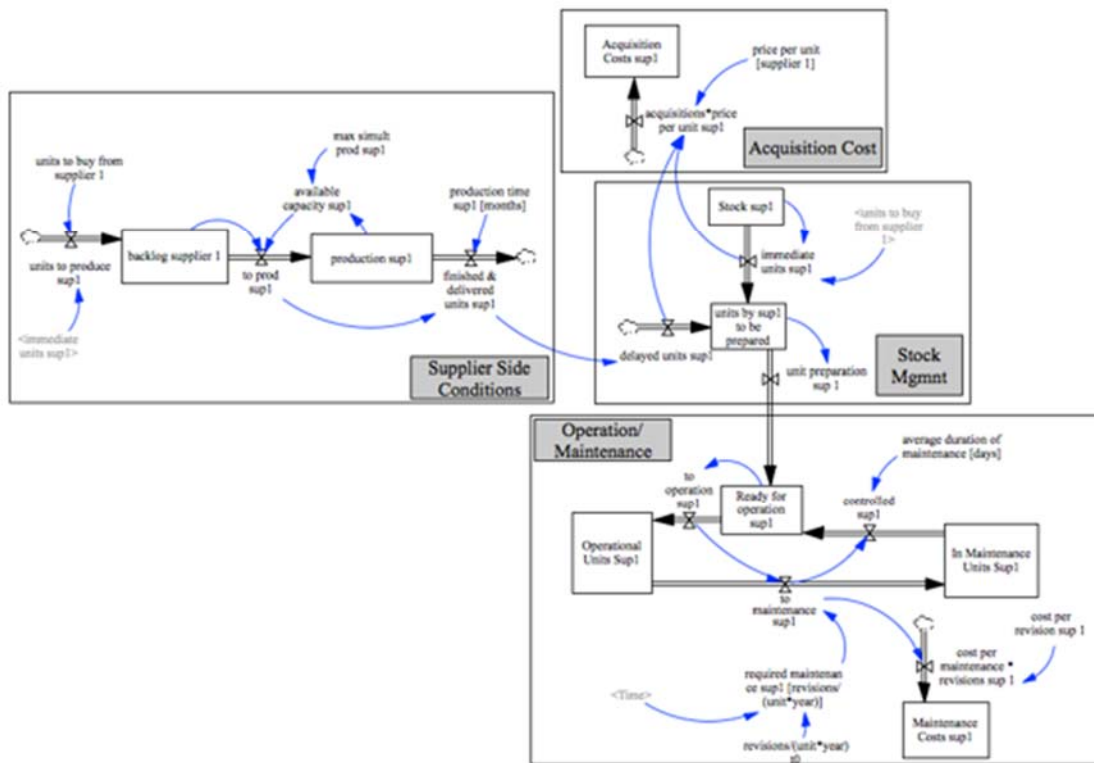 Acquisition
Costs sup1
price per unit
[supplier 1]
acquisitions*price
per unit sup1
Acquisition Cost
units to buy from
supplier 1
max simult
prod sup1
available
capacity sup1
production time
sup1 [months]
backlog supplier 1
production sup1
units to produce
sup1
to prod
sup1
finished &
delivered
units sup1
<immediate
units sup1>
Supplier Side
Conditions
Stock sup1
<units to buy
from supplier
1>
immediate
units sup1
units by sup1
to be
prepared
delayed units sup1
unit preparation
sup 1
Stock
Mgmnt
Operation/
Maintenance
average duration of
maintenance [days]
to
operation
sup1
Ready for
operation
sup1
controlled
sup1
Operational
Units Sup1
In Maintenance
Units Sup1
to
maintenance
sup1
cost per
revision sup 1
cost per
maintenance *
revisions sup 1
required maintenan
ce sup1 [revisions/
(unit*year)]
<Time>
Maintenance
Costs sup1
revisions/(unit*year)
t0